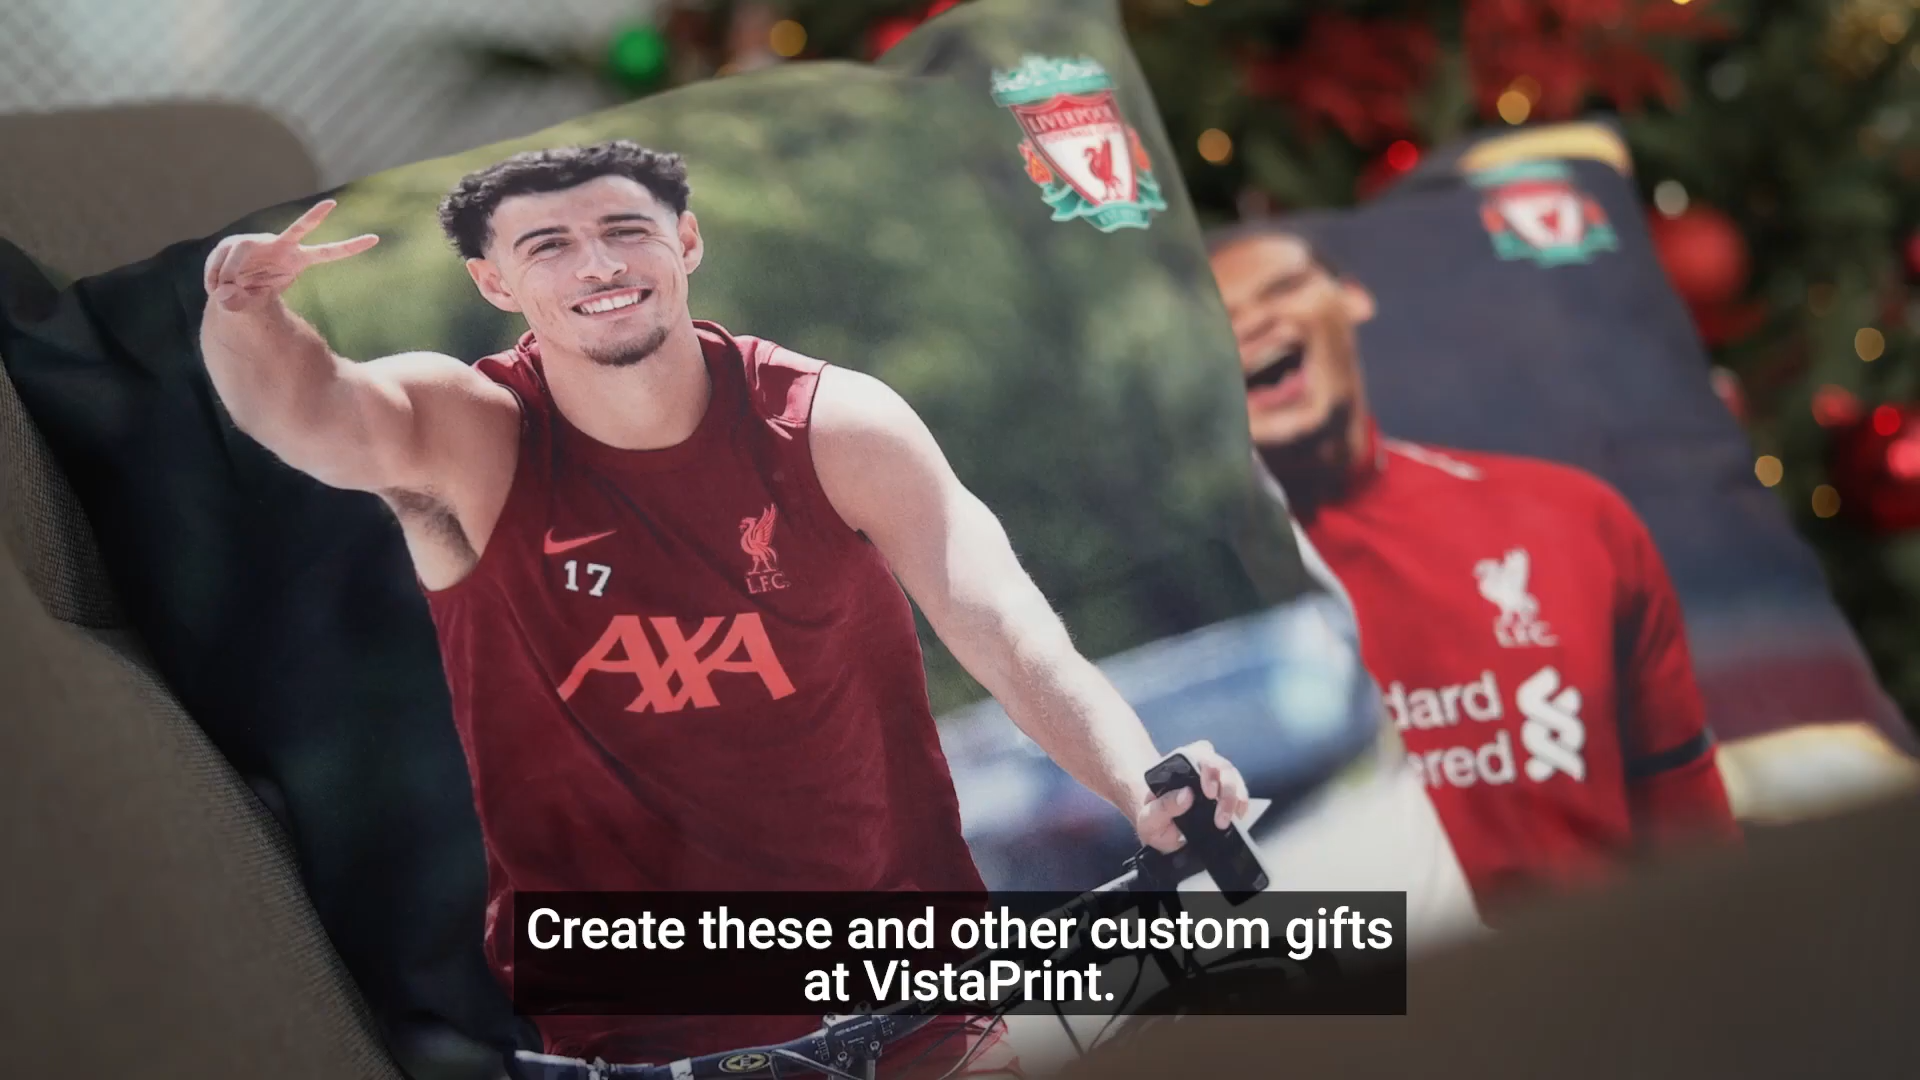 LIVERPOOL
17
L.F.C.
AXA
L.F.C.
dard
ered
Create these and other custom gifts
at VistaPrint.